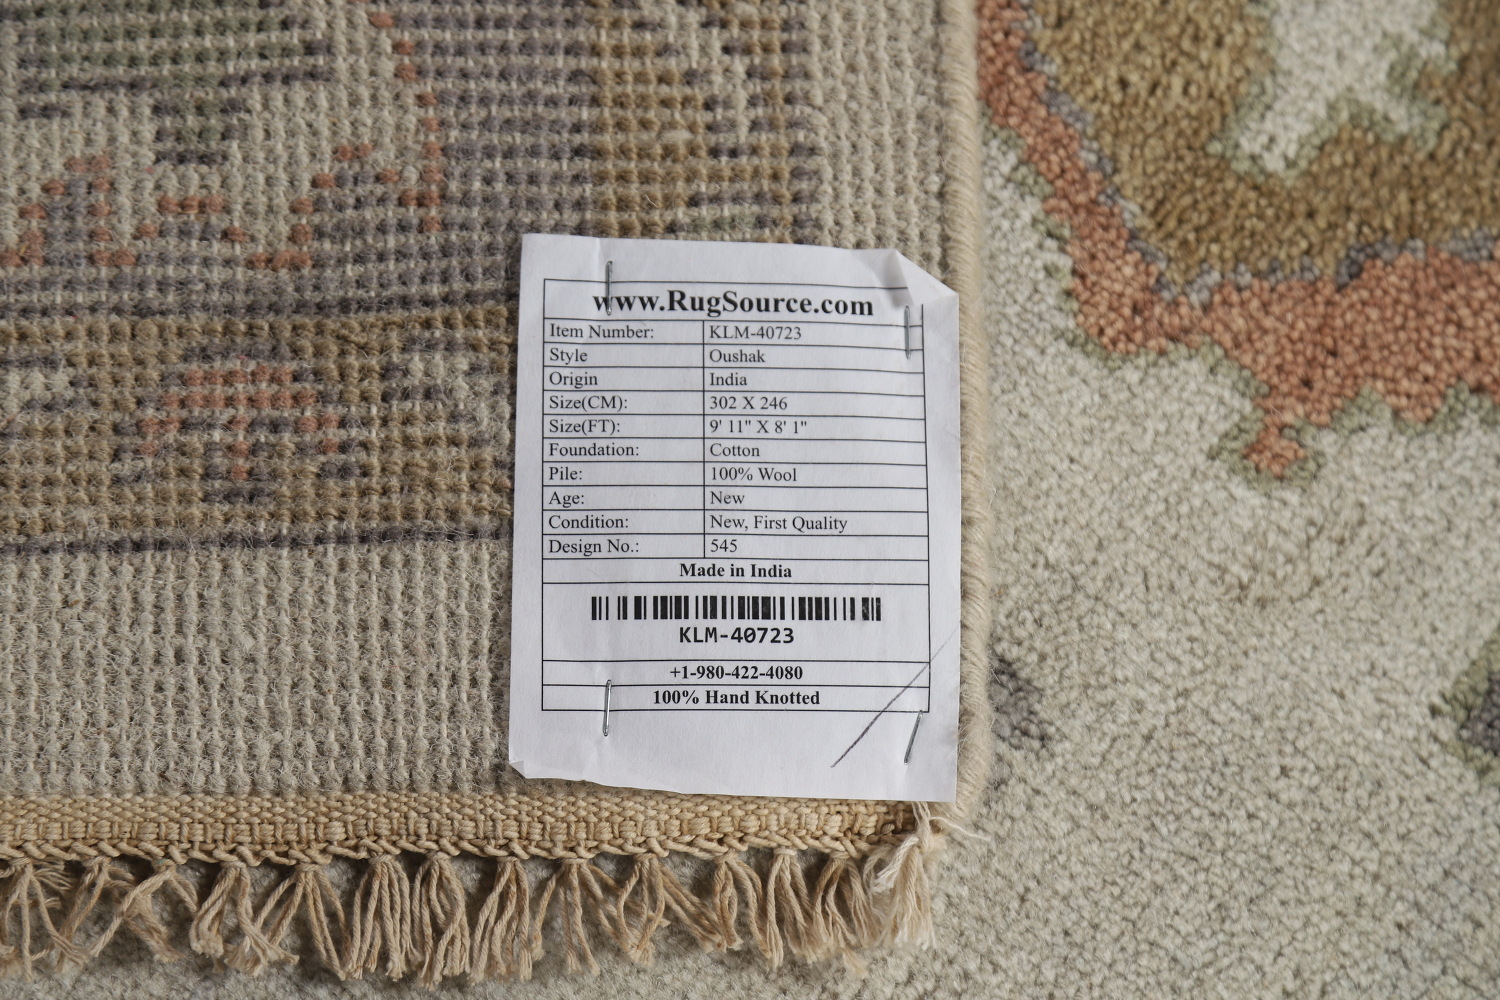 www.RugSource.com
Item Number: KLM-40723
Style Oushak
Origin India
Size(CM): 302 X 246
Size(FT): 9' 11" X 8' 1"
Foundation: Cotton
Pile: 100% Wool
Age: New
Condition: New, First Quality
Design No.: 545
Made in India
KLM-40723
+1-980-422-4080
100% Hand Knotted